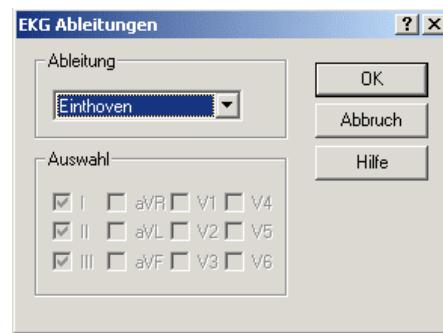 EKG Ableitungen
Ableitung
Einthoven
OK
Abbruch
Hilfe
Auswahl
I aVR V1 V4
II aVL V2 V5
III aVF V3 V6